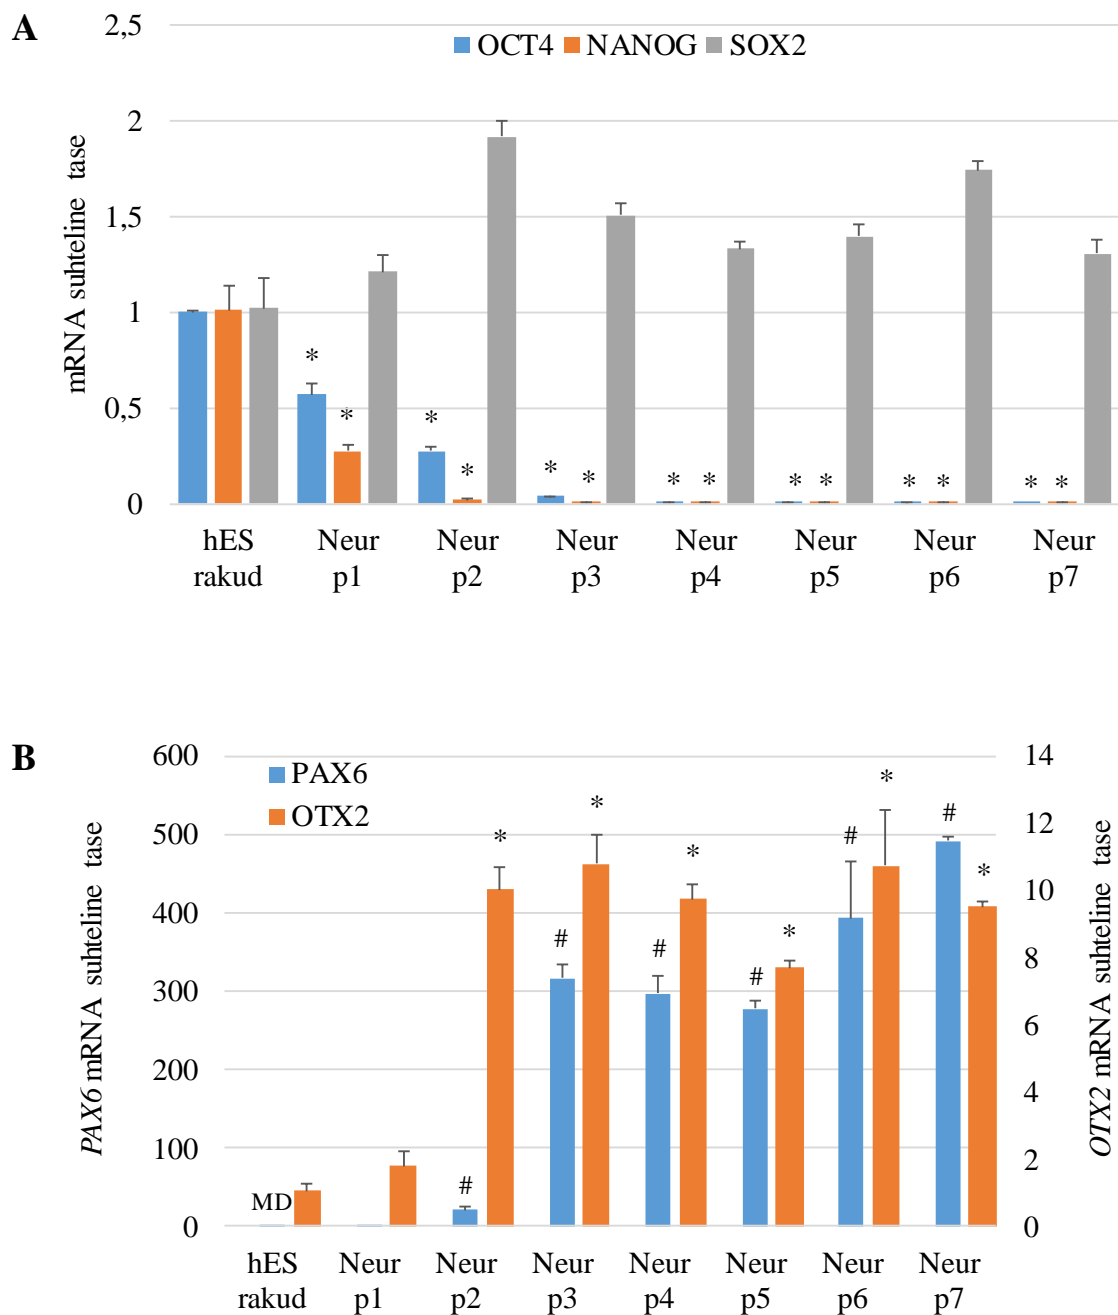 A
2,5
OCT4 NANOG SOX2
2
1,5
1
0,5
0
mRNA suhteline tase
* * * * * * * * * * * * * *
hES rakud
Neur p1
Neur p2
Neur p3
Neur p4
Neur p5
Neur p6
Neur p7
B
600
500
400
300
200
100
0
PAX6 mRNA suhteline tase
PAX6
OTX2
MD
# * # * # * # * # * # *
14
12
10
8
6
4
2
0
OTX2 mRNA suhteline tase
hES rakud
Neur p1
Neur p2
Neur p3
Neur p4
Neur p5
Neur p6
Neur p7